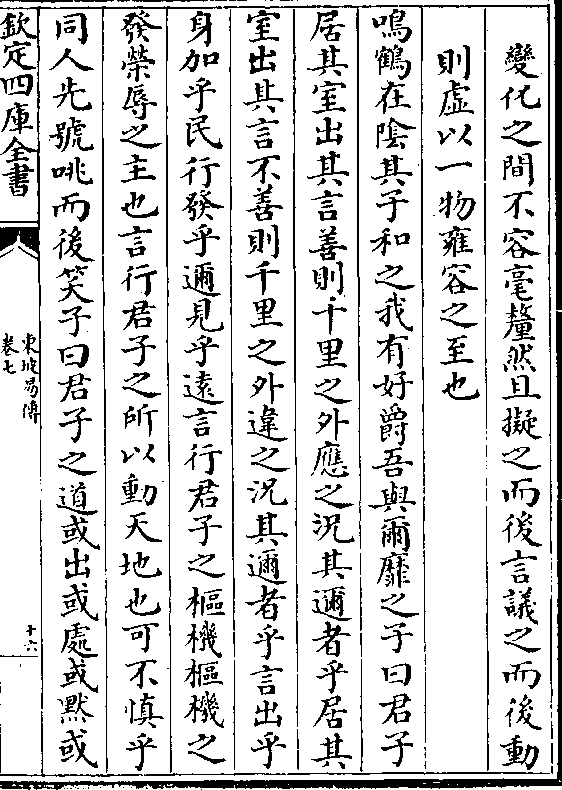 變化之間不容毫釐然且擬之而後言議之而後動
則虛以一物雍容之至也
鳴鶴在隂其子和之我有好爵吾與爾靡之子曰君子
居其室出其言善則千里之外應之況其邇者乎居其
室出其言不善則千里之外違之況其邇者乎言出乎
身加乎民行發乎邇見乎遠言行君子之樞機樞機之
發榮辱之主也言行君子之所以動天地也可不慎乎
同人先號咷而後笑子曰君子之道或出或處或黙或
欽定四庫全書
東坡易傳
卷七
十六